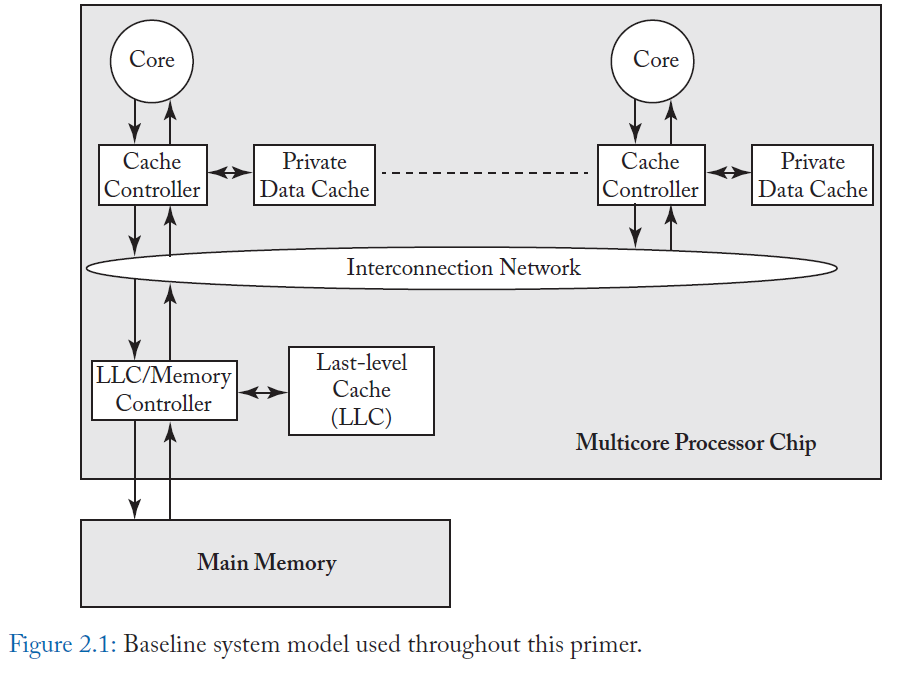 Core
Core
Cache
Controller
Private
Data Cache
Cache
Controller
Private
Data Cache
Interconnection Network
LLC/Memory
Controller
Last-level
Cache
(LLC)
Multicore Processor Chip
Main Memory
Figure 2.1: Baseline system model used throughout this primer.